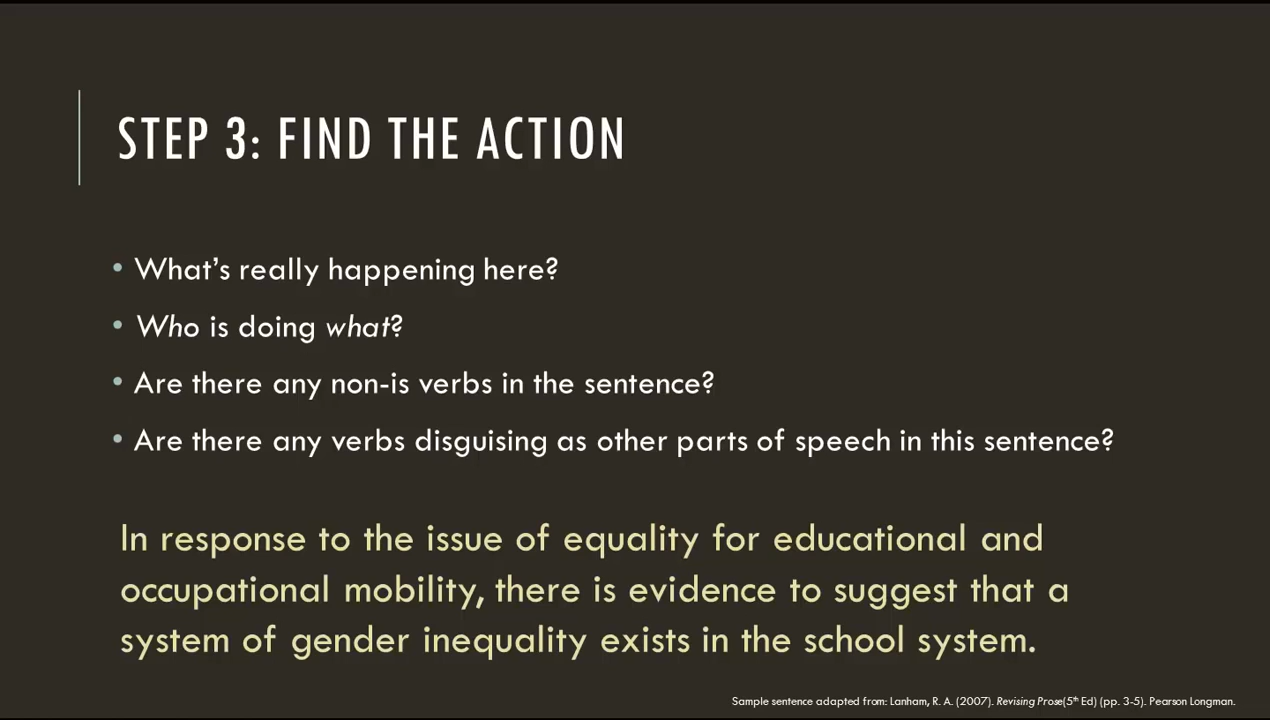 STEP 3: FIND THE ACTION
• What’s really happening here?
• Who is doing what?
• Are there any non-is verbs in the sentence?
• Are there any verbs disguising as other parts of speech in this sentence?
In response to the issue of equality for educational and
occupational mobility, there is evidence to suggest that a
system of gender inequality exists in the school system.
Sample sentence adapted from: Lanham, R. A. (2007). Revising Prose(5th Ed) (pp. 3-5). Pearson Longman.